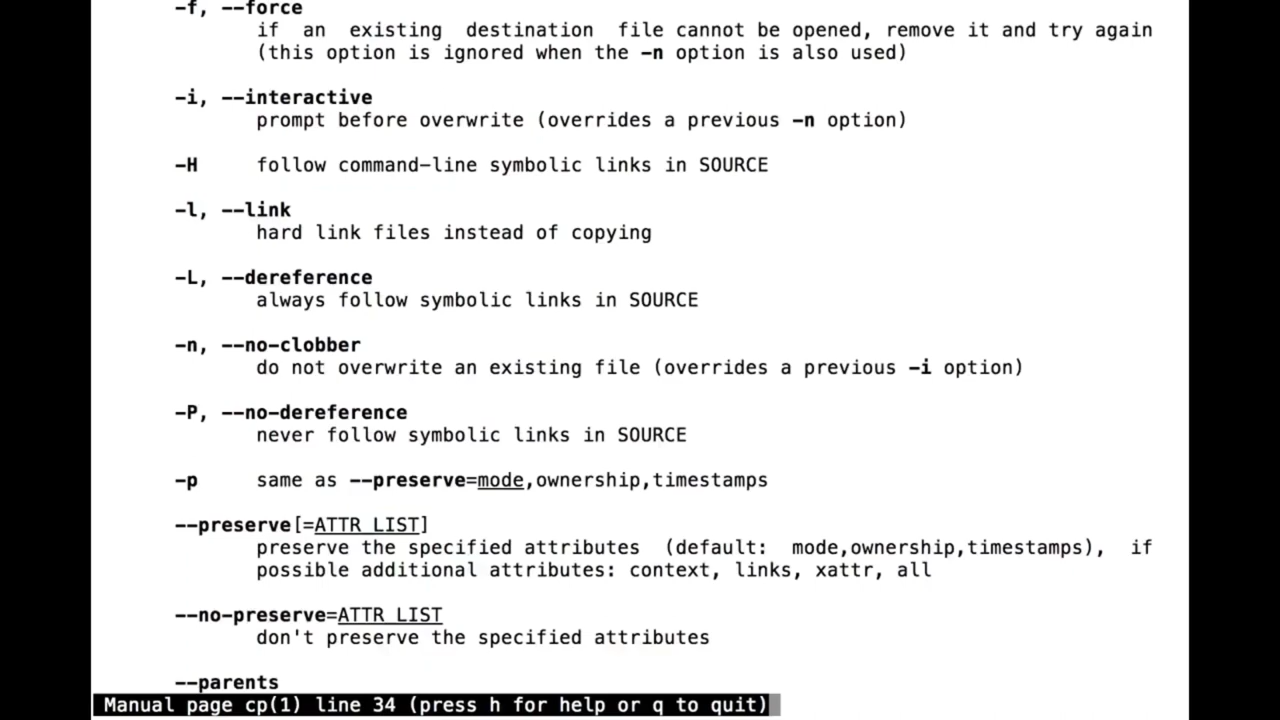 -f, --force
if an existing destination file cannot be opened, remove it and try again
(this option is ignored when the -n option is also used)
-i, --interactive
prompt before overwrite (overrides a previous -n option)
-H follow command-line symbolic links in SOURCE
-l, --link
hard link files instead of copying
-L, --dereference
always follow symbolic links in SOURCE
-n, --no-clobber
do not overwrite an existing file (overrides a previous -i option)
-P, --no-dereference
never follow symbolic links in SOURCE
-p same as --preserve=mode,ownership,timestamps
--preserve[=ATTR_LIST]
preserve the specified attributes (default: mode,ownership,timestamps), if
possible additional attributes: context, links, xattr, all
--no-preserve=ATTR_LIST
don't preserve the specified attributes
--parents
Manual page cp(1) line 34 (press h for help or q to quit)